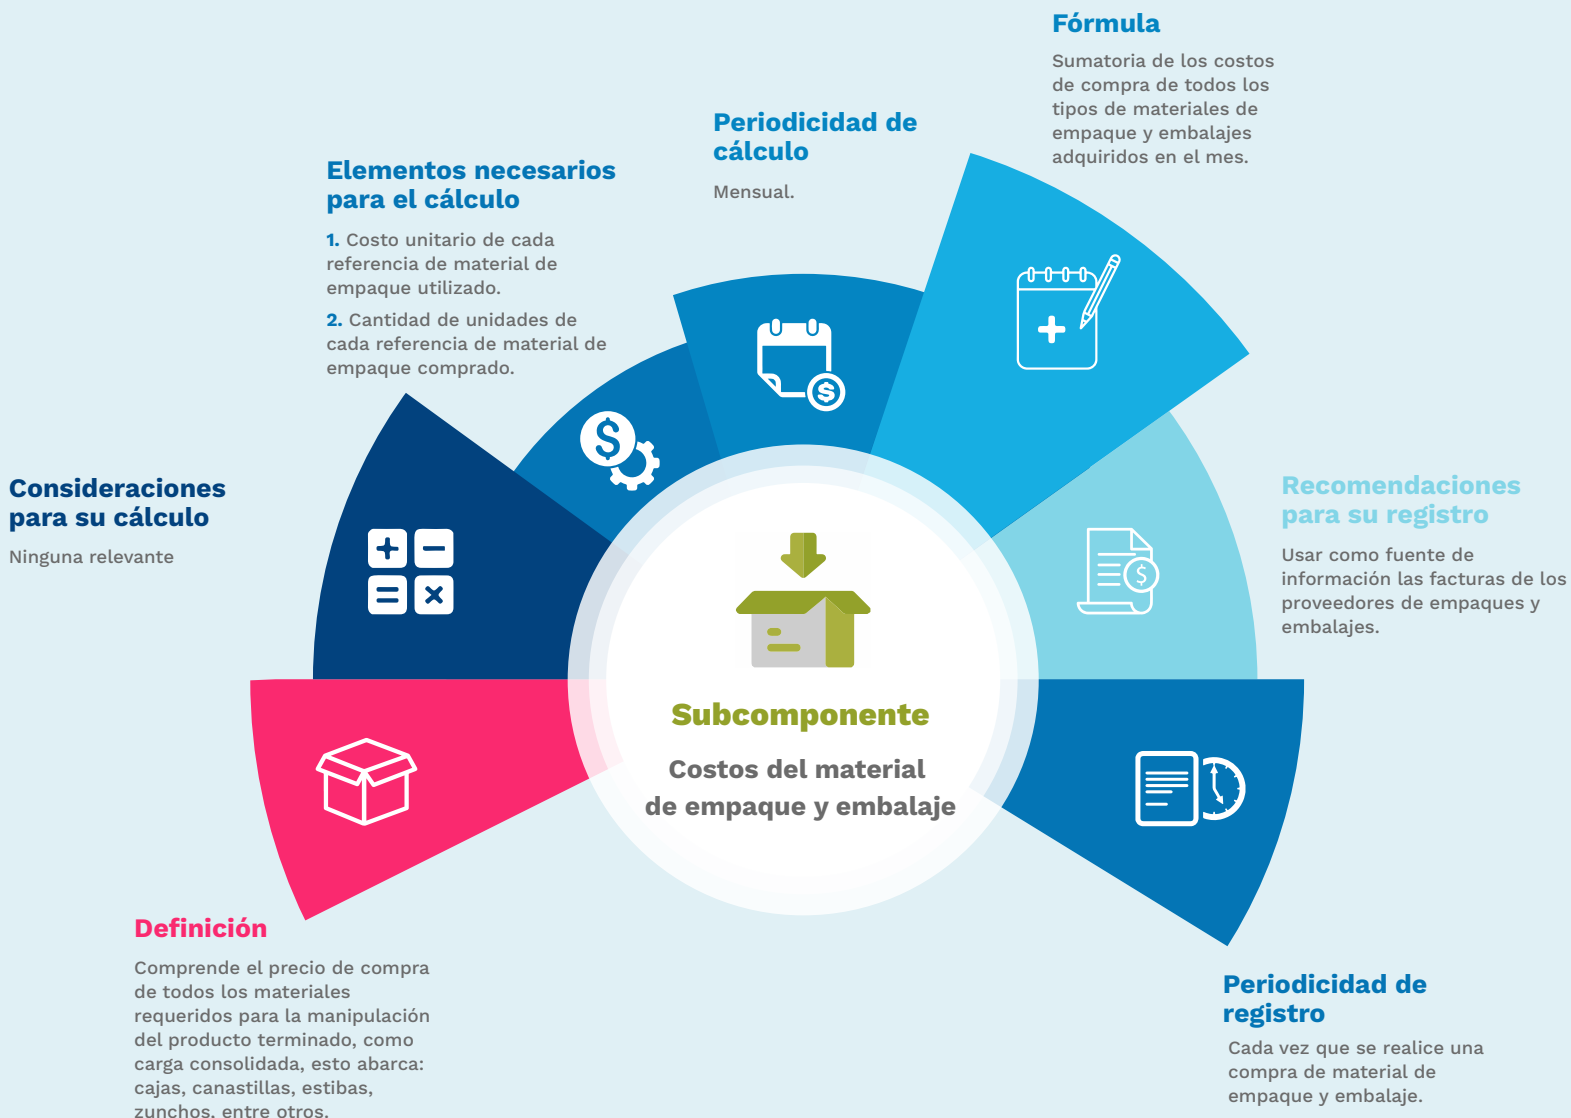 Fórmula
Sumatoria de los costos
de compra de todos los
tipos de materiales de
empaque y embalajes
adquiridos en el mes.
Periodicidad de
cálculo
Mensual.
Elementos necesarios
para el cálculo
1. Costo unitario de cada
referencia de material de
empaque utilizado.
2. Cantidad de unidades de
cada referencia de material de
empaque comprado.
Consideraciones
para su cálculo
Ninguna relevante
Recomendaciones
para su registro
Usar como fuente de
información las facturas de los
proveedores de empaques y
embalajes.
Subcomponente
Costos del material
de empaque y embalaje
Definición
Comprende el precio de compra
de todos los materiales
requeridos para la manipulación
del producto terminado, como
carga consolidada, esto abarca:
cajas, canastillas, estibas,
zunchos, entre otros.
Periodicidad de
registro
Cada vez que se realice una
compra de material de
empaque y embalaje.